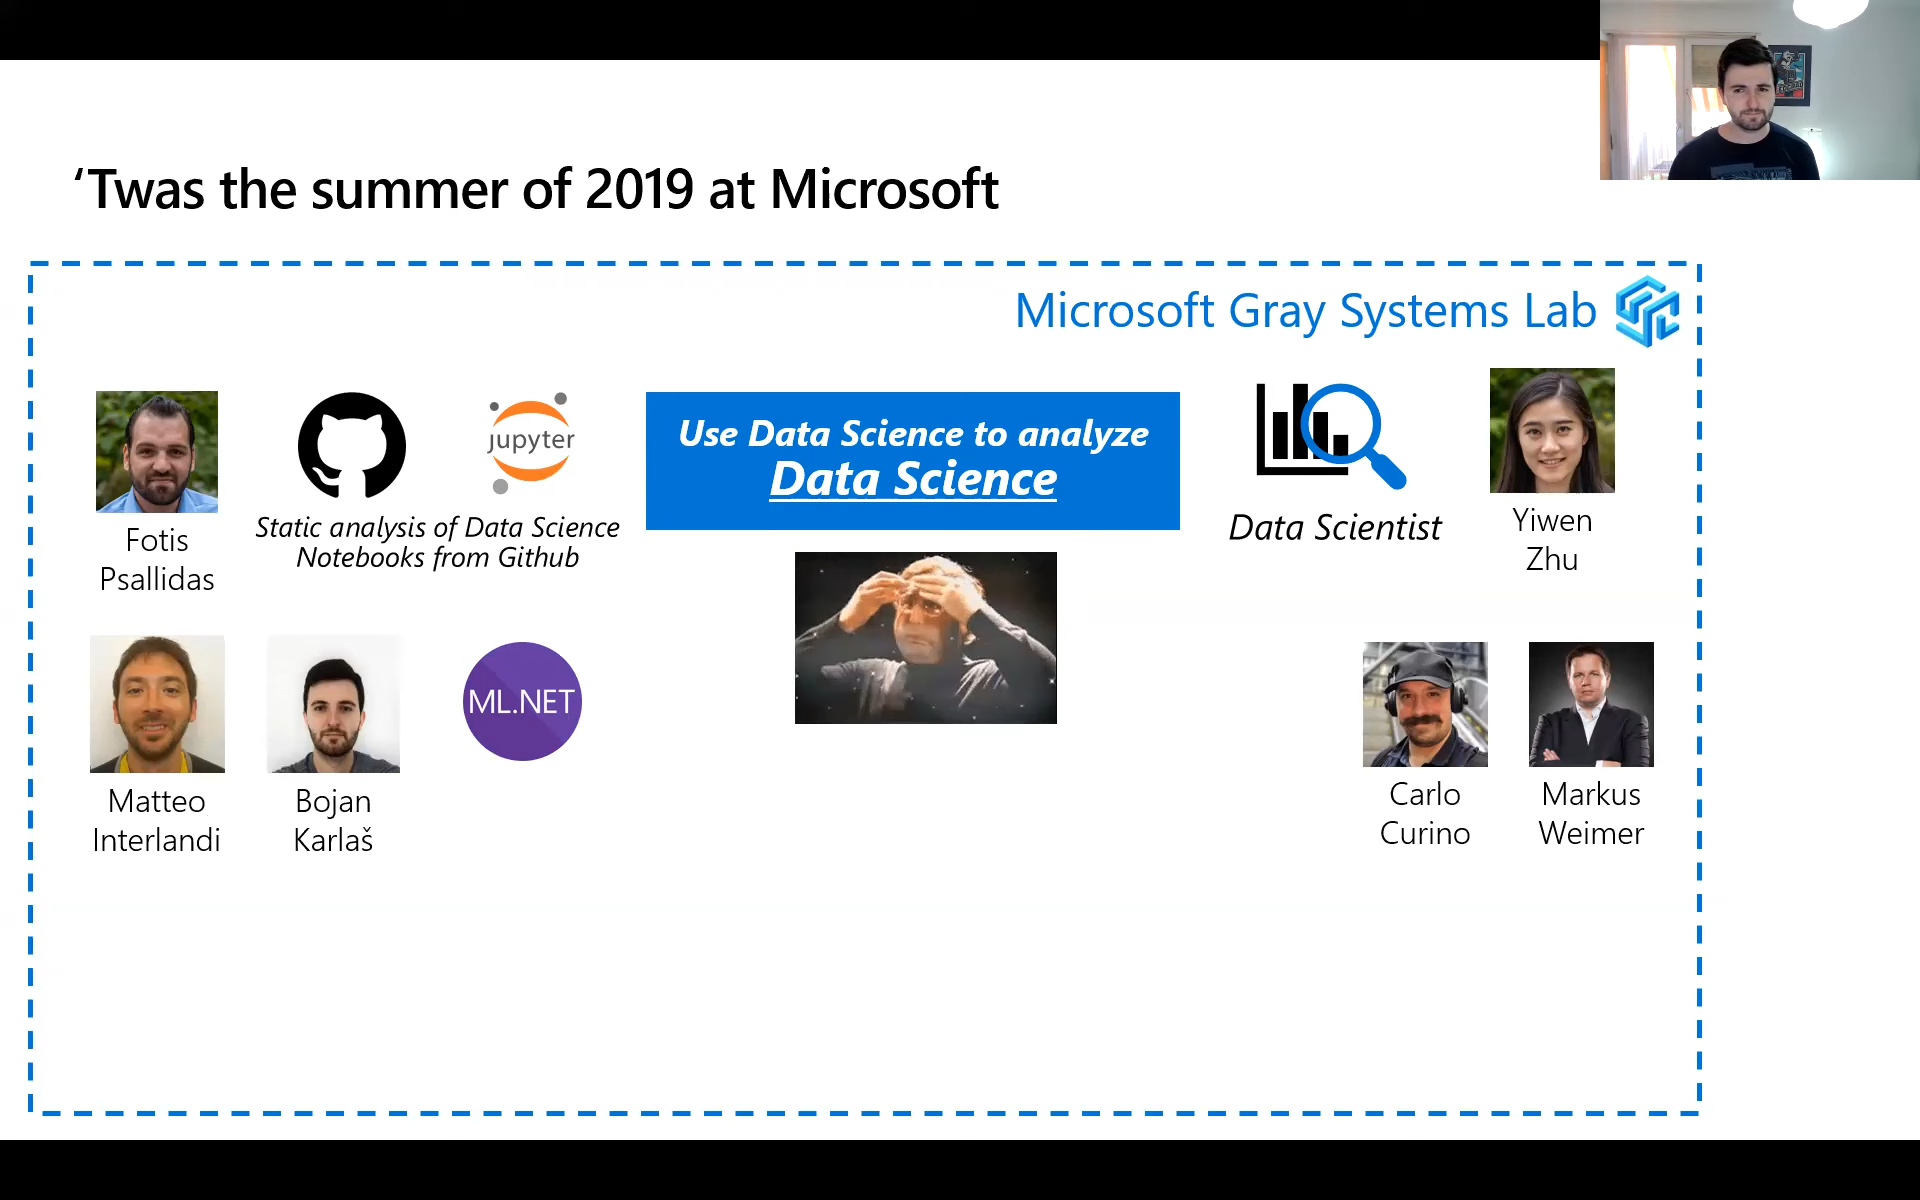 ‘Twas the summer of 2019 at Microsoft
Microsoft Gray Systems Lab
Fotis
Psallidas
jupyter
Static analysis of Data Science
Notebooks from Github
Use Data Science to analyze
Data Science
Data Scientist
Yiwen
Zhu
Matteo
Interlandi
Bojan
Karlaš
ML.NET
Carlo
Curino
Markus
Weimer